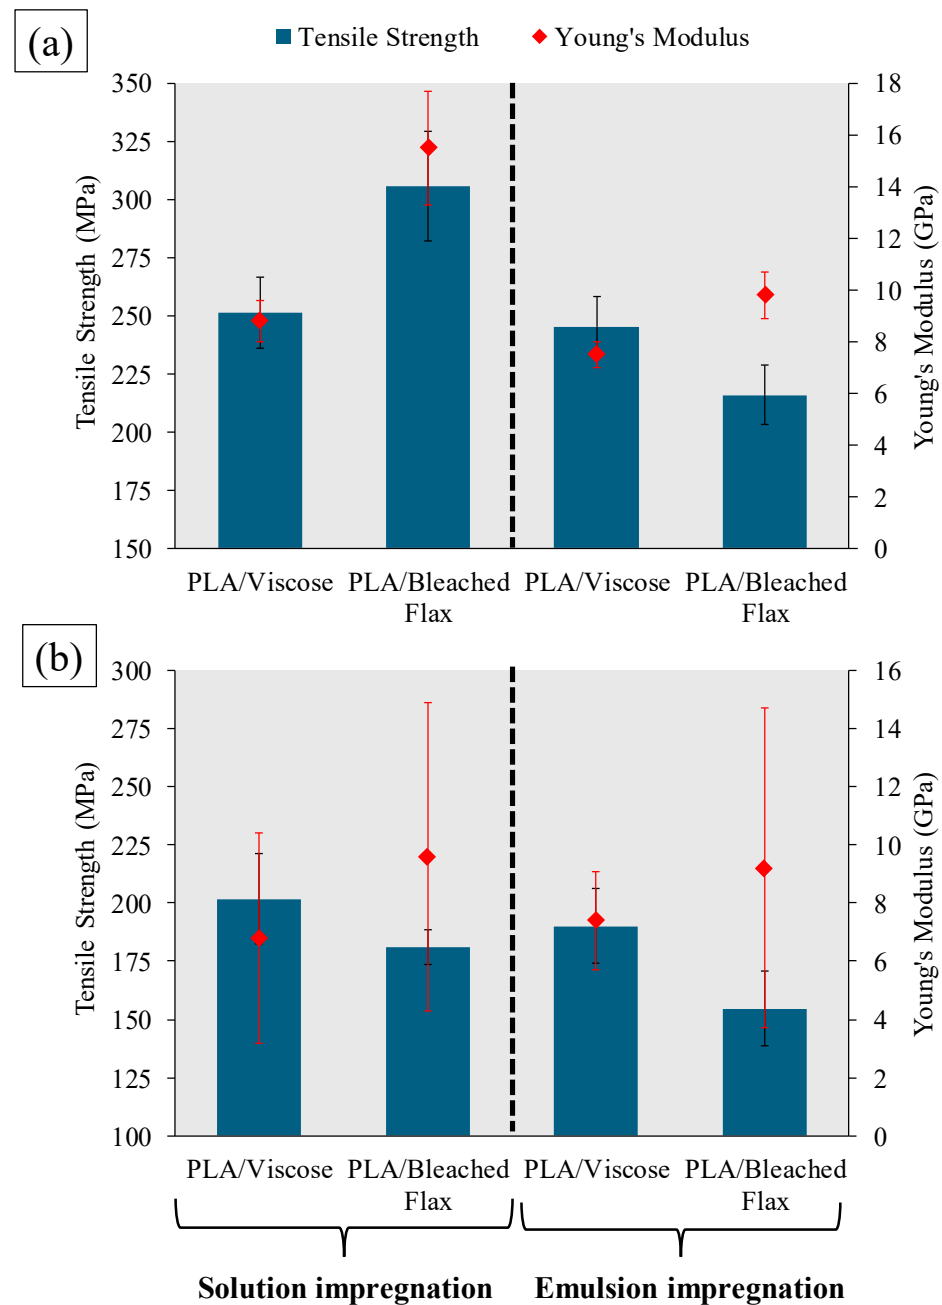 (a)
Tensile Strength
Young's Modulus
350
325
300
275
250
225
200
175
150
Tensile Strength (MPa)
18
16
14
12
10
8
6
4
2
0
Young's Modulus (GPa)
PLA/Viscose
PLA/Bleached
Flax
PLA/Viscose
PLA/Bleached
Flax
(b)
300
275
250
225
200
175
150
125
100
Tensile Strength (MPa)
16
14
12
10
8
6
4
2
0
Young's Modulus (GPa)
PLA/Viscose
PLA/Bleached
Flax
PLA/Viscose
PLA/Bleached
Flax
Solution impregnation
Emulsion impregnation